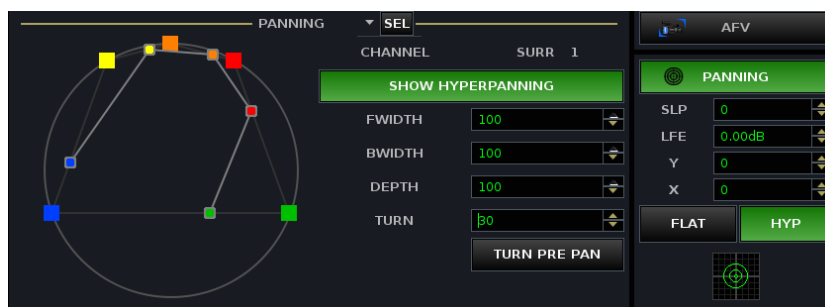 PANNING SEL
CHANNEL SURR 1
SHOW HYPERPANNING
FWIDTH 100
BWIDTH 100
DEPTH 100
TURN 30
TURN PRE PAN
AFV
PANNING
SLP 0
LFE 0.00dB
Y 0
X 0
FLAT HYP